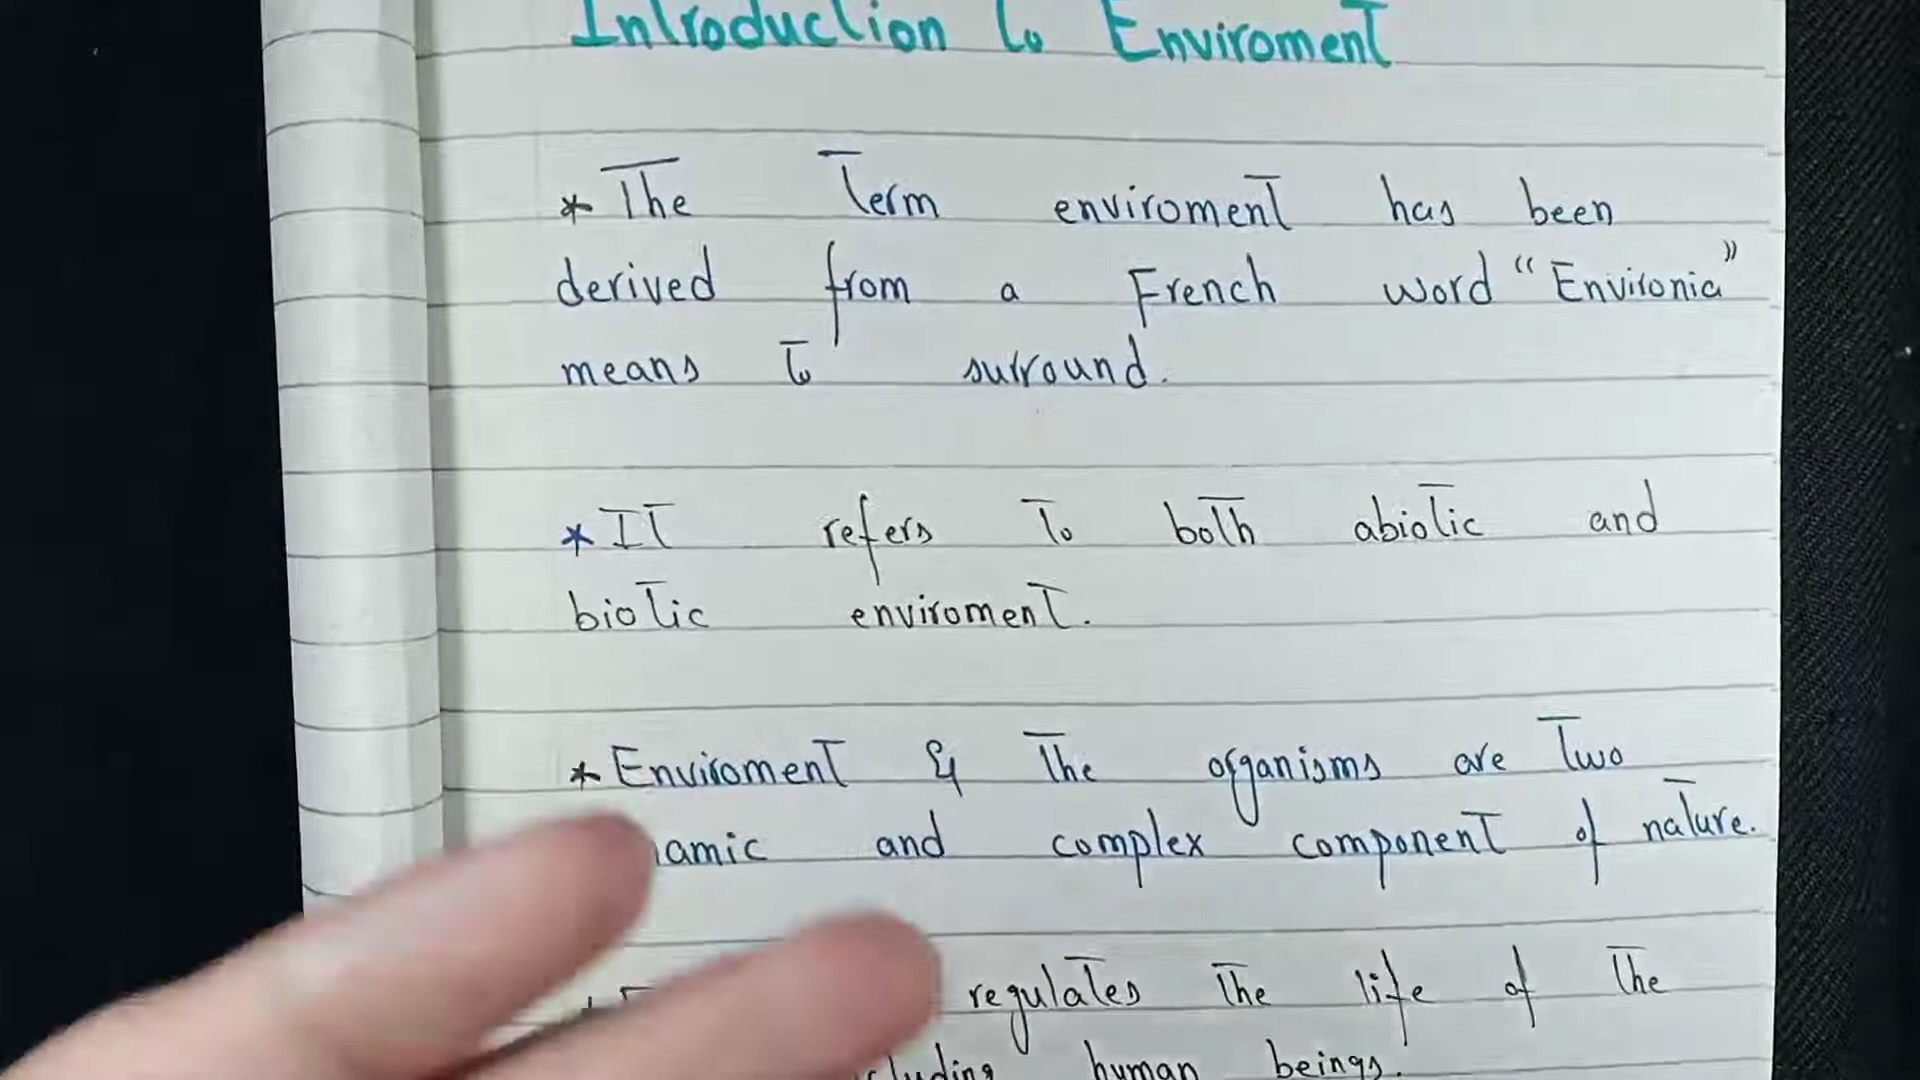 Introduction to Enviroment
* The term enviroment has been
derived from a French word "Environia"
means to surround.
* It refers to both abiotic and
biotic enviroment.
* Enviroment & the organisms are two
and complex component of nature.
regulates the life of the
human beings.